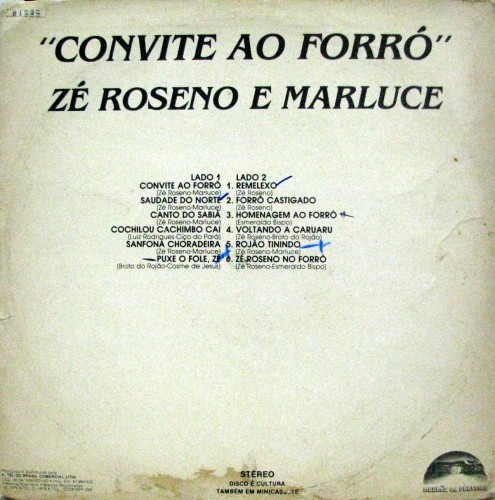 "CONVITE AO FORRÓ"
ZÉ ROSENO E MARLUCE
LADO 1 LADO 2
CONVITE AO FORRÓ 1. REMELEXO
(Zé Roseno-Marluce) (Zé Roseno)
SAUDADE DO NORTE 2. FORRÓ CASTIGADO
(Zé Roseno-Marluce) (Zé Roseno)
CANTO DO SABIÁ 3. HOMENAGEM AO FORRÓ
(Zé Roseno-Marluce) (Esmeraldo Bispo)
COCHILOU CACHIMBO CAI 4. VOLTANDO A CARUARU
(Luiz Rodrigues-Ciço do Pará) (Zé Roseno-Broto do Rojão)
SANFONA CHORADEIRA 5. ROJÃO TININDO
(Zé Roseno-Marluce) (Zé Roseno-Marluce)
PUXE O FOLE, ZÉ 6. ZÉ ROSENO NO FORRÓ
(Broto do Rojão-Cosme de Jesus) (Zé Roseno-Esmeraldo Bispo)
STÉREO
DISCO É CULTURA
TAMBÉM EM